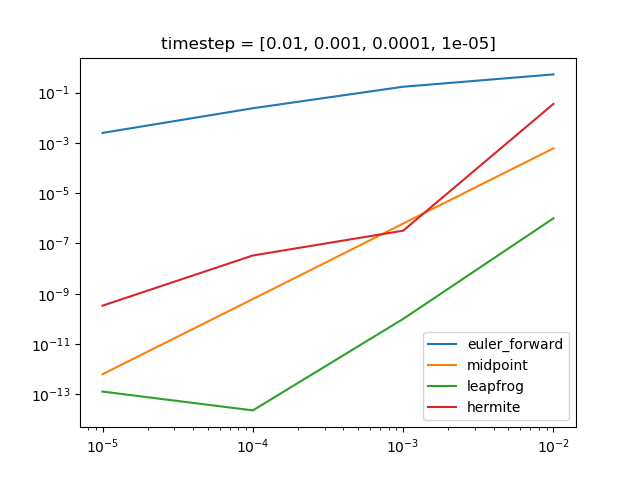 timestep = [0.01, 0.001, 0.0001, 1e-05]
10⁻¹
10⁻³
10⁻⁵
10⁻⁷
10⁻⁹
10⁻¹¹
10⁻¹³
euler_forward
midpoint
leapfrog
hermite
10⁻⁵ 10⁻⁴ 10⁻³ 10⁻²